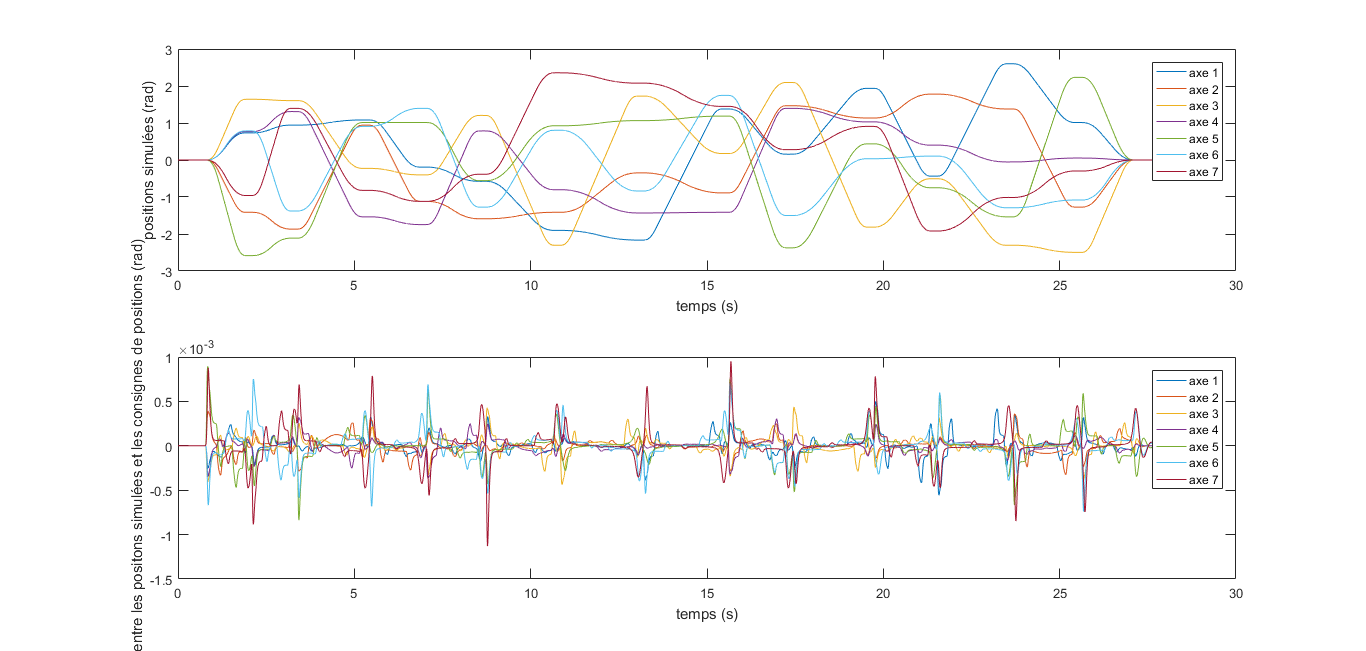 positions simulées (rad)
3
2
1
0
-1
-2
-3
0
5
10
15
20
25
30
temps (s)
axe 1
axe 2
axe 3
axe 4
axe 5
axe 6
axe 7
entre les positons simulées et les consignes de positions (rad)
×10-3
1
0.5
0
-0.5
-1
-1.5
0
5
10
15
20
25
30
temps (s)
axe 1
axe 2
axe 3
axe 4
axe 5
axe 6
axe 7